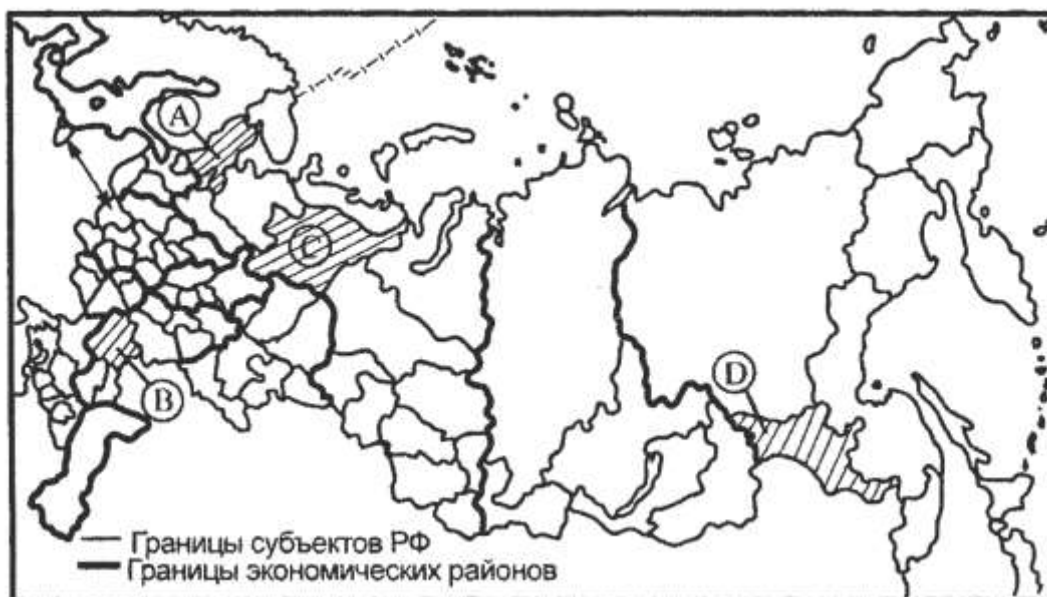 A
C
D
B
Границы субъектов РФ
Границы экономических районов